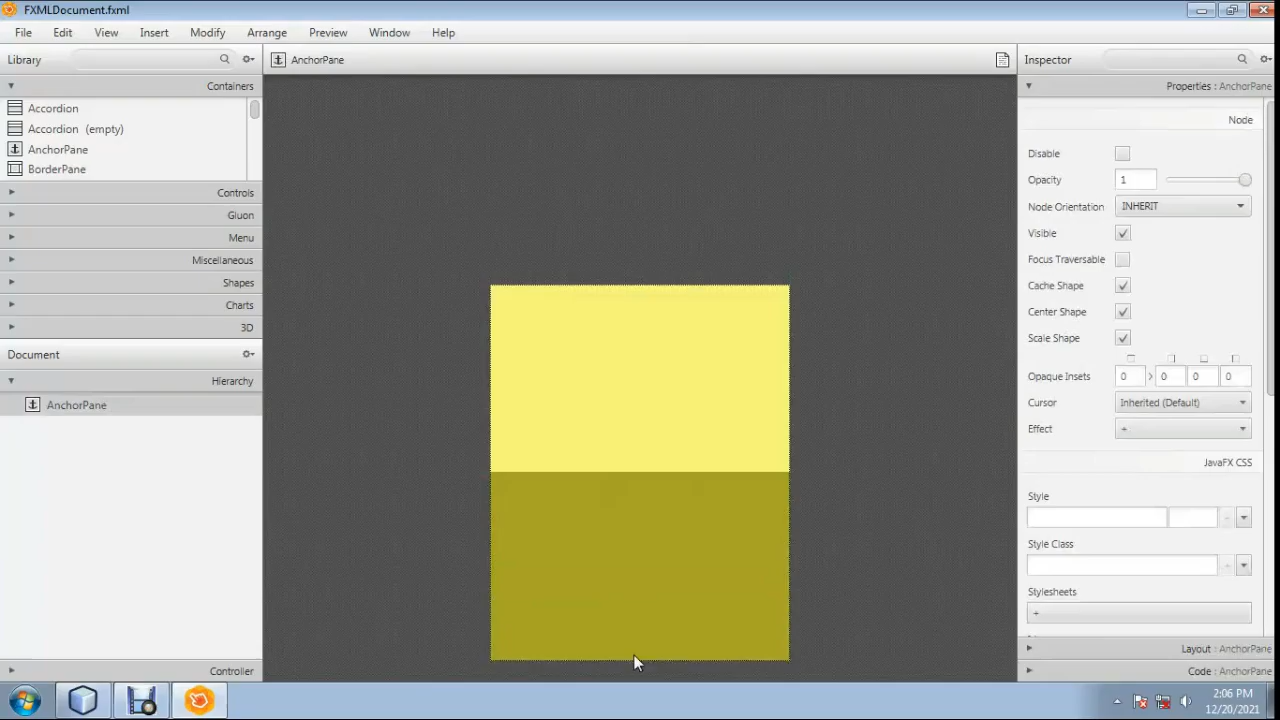 FXMLDocument.fxml
File Edit View Insert Modify Arrange Preview Window Help
Library
AnchorPane
Inspector
Containers
Accordion
Accordion (empty)
AnchorPane
BorderPane
Controls
Gluon
Menu
Miscellaneous
Shapes
Charts
3D
Document
Hierarchy
AnchorPane
Controller
Properties : AnchorPane
Node
Disable
Opacity 1
Node Orientation INHERIT
Visible
Focus Traversable
Cache Shape
Center Shape
Scale Shape
Opaque Insets 0 0 0 0
Cursor Inherited (Default)
Effect +
JavaFX CSS
Style
Style Class
Stylesheets
+
Layout : AnchorPane
Code : AnchorPane
2:06 PM
12/20/2021